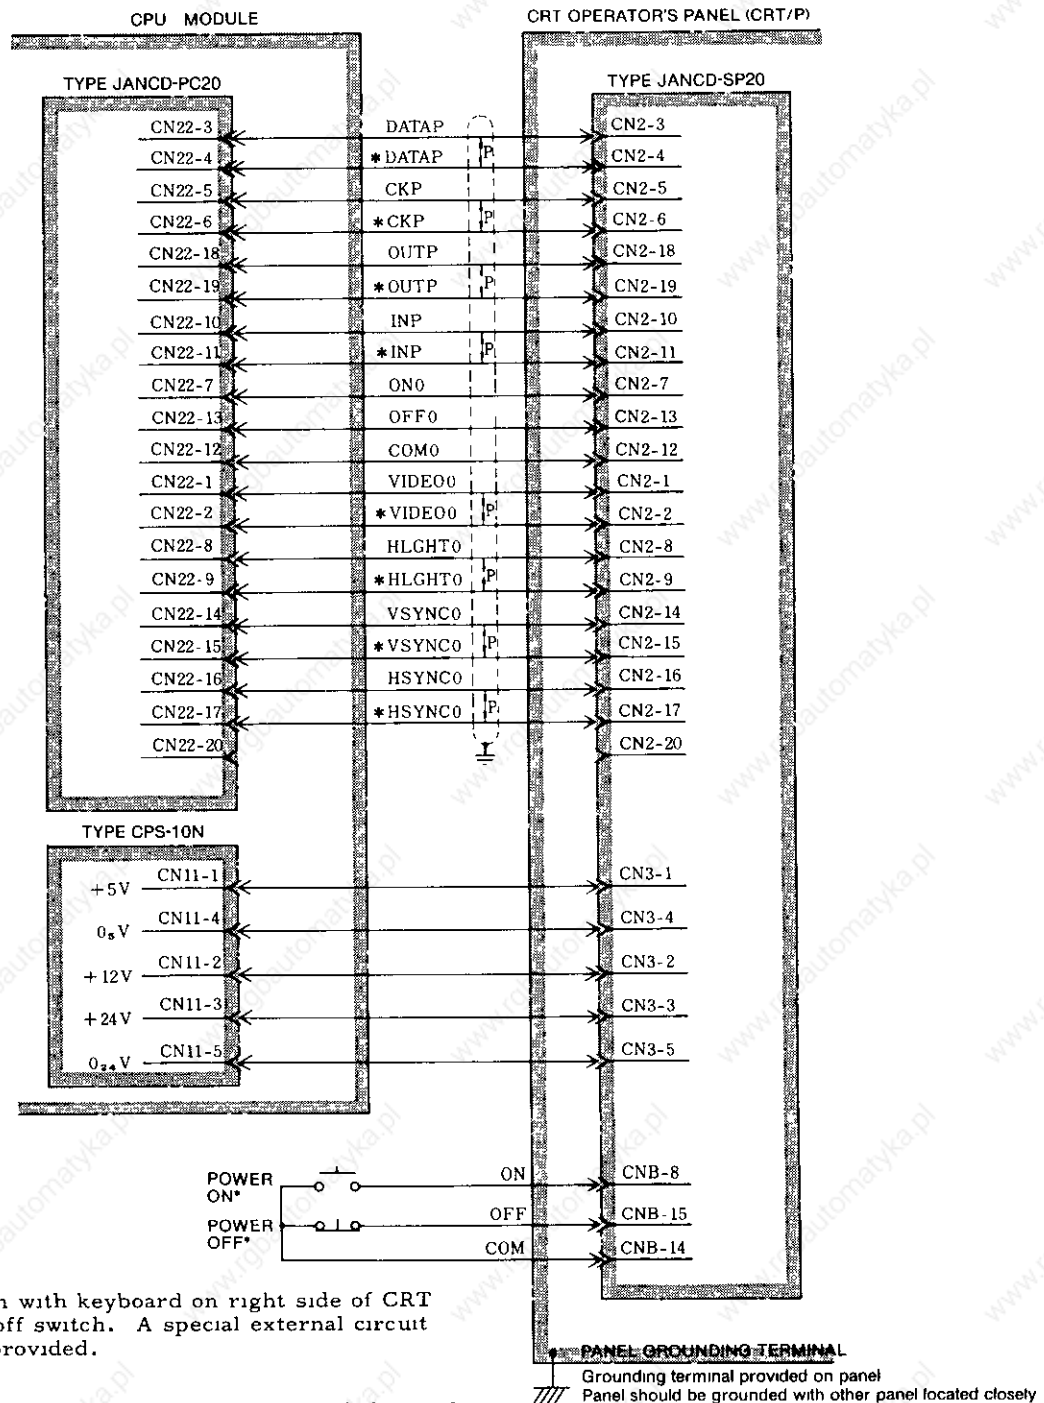 CPU MODULE
CRT OPERATOR'S PANEL (CRT/P)
TYPE JANCD-PC20
TYPE JANCD-SP20
CN22-3 DATAP CN2-3
P
CN22-4 *DATAP CN2-4
CN22-5 CKP CN2-5
P
CN22-6 *CKP CN2-6
CN22-18 OUTP CN2-18
P
CN22-19 *OUTP CN2-19
CN22-10 INP CN2-10
P
CN22-11 *INP CN2-11
CN22-7 ON0 CN2-7
CN22-13 OFF0 CN2-13
CN22-12 COM0 CN2-12
CN22-1 VIDEO0 CN2-1
P
CN22-2 *VIDEO0 CN2-2
CN22-8 HLGHT0 CN2-8
P
CN22-9 *HLGHT0 CN2-9
CN22-14 VSYNC0 CN2-14
P
CN22-15 *VSYNC0 CN2-15
CN22-16 HSYNC0 CN2-16
P
CN22-17 *HSYNC0 CN2-17
CN22-20 CN2-20
TYPE CPS-10N
+5V CN11-1 CN3-1
0₅V CN11-4 CN3-4
+12V CN11-2 CN3-2
+24V CN11-3 CN3-3
0₂₄V CN11-5 CN3-5
POWER
ON*
ON CNB-8
POWER
OFF*
OFF CNB-15
COM CNB-14
n with keyboard on right side of CRT
off switch. A special external circuit
rovided.
PANEL GROUNDING TERMINAL
Grounding terminal provided on panel
Panel should be grounded with other panel located closely
www.rgbautomatyka.pl